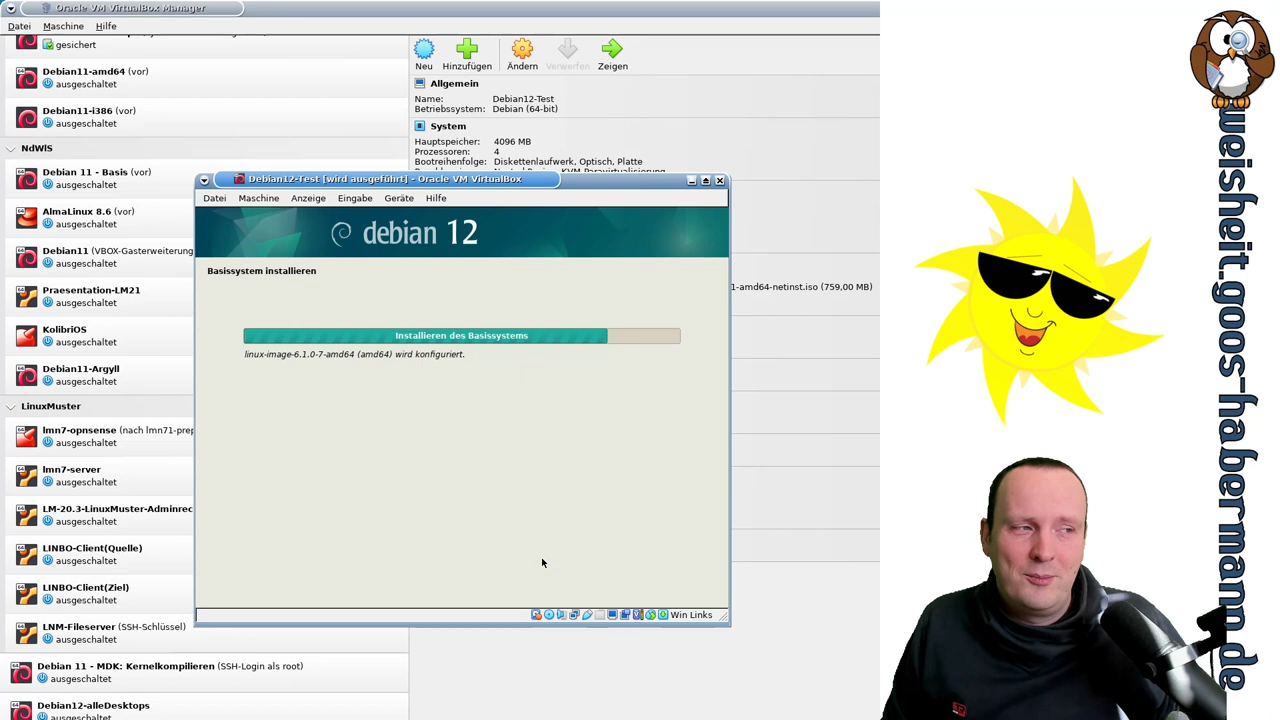 Oracle VM VirtualBox Manager
Datei Maschine Hilfe
gesichert
Debian11-amd64 (vor)
ausgeschaltet
Debian11-i386 (vor)
ausgeschaltet
NdWlS
Debian 11 - Basis (vor)
ausgeschaltet
AlmaLinux 8.6 (vor)
ausgeschaltet
Debian11 (VBOX-Gasterweiterung
ausgeschaltet
Praesentation-LM21
ausgeschaltet
KolibriOS
ausgeschaltet
Debian11-Argyll
ausgeschaltet
LinuxMuster
lmn7-opnsense (nach lmn71-prep
ausgeschaltet
lmn7-server
ausgeschaltet
LM-20.3-LinuxMuster-Adminrec
ausgeschaltet
LINBO-Client(Quelle)
ausgeschaltet
LINBO-Client(Ziel)
ausgeschaltet
LNM-Fileserver (SSH-Schlüssel)
ausgeschaltet
Debian 11 - MDK: Kernelkompilieren (SSH-Login als root)
ausgeschaltet
Debian12-alleDesktops
ausgeschaltet
Neu Hinzufügen Ändern Verwerfen Zeigen
Allgemein
Name: Debian12-Test
Betriebssystem: Debian (64-bit)
System
Hauptspeicher: 4096 MB
Prozessoren: 4
Bootreihenfolge: Diskettenlaufwerk, Optisch, Platte
1-amd64-netinst.iso (759,00 MB)
Debian12-Test [wird ausgeführt] - Oracle VM VirtualBox
Datei Maschine Anzeige Eingabe Geräte Hilfe
debian 12
Basissystem installieren
Installieren des Basissystems
linux-image-6.1.0-7-amd64 (amd64) wird konfiguriert.
Win Links
weisheit.goos-habermann.de